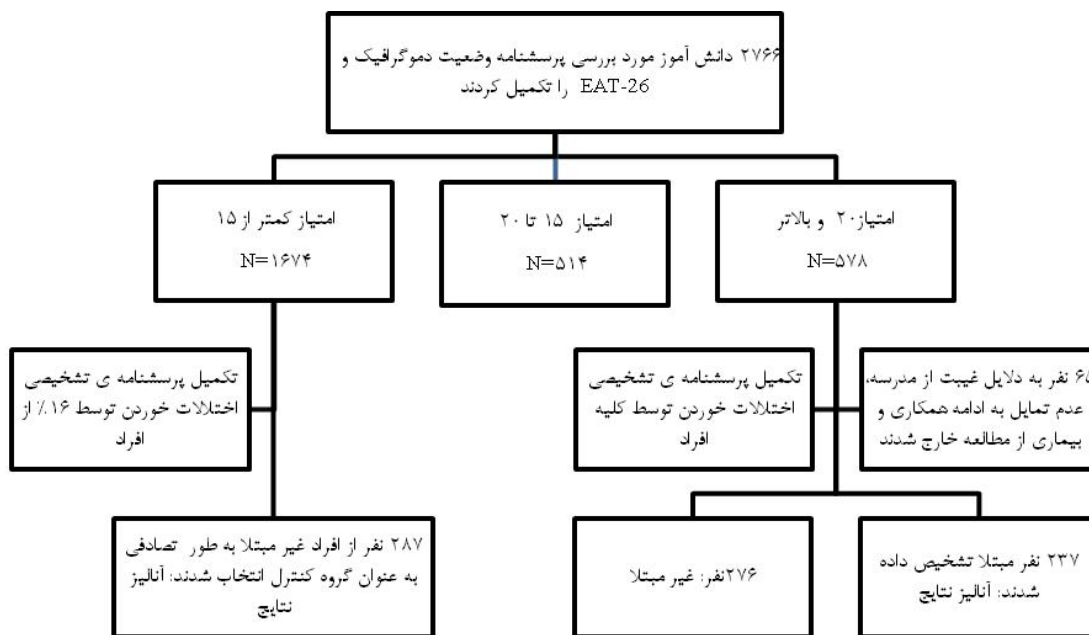 ۲۷۶۶ دانش آموز مورد بررسی پرسشنامه وضعیت دموگرافیک و
EAT-26 را تکمیل کردند
امتیاز۲۰ و بالاتر
N=۵۷۸
امتیاز ۱۵ تا ۲۰
N=۵۱۴
امتیاز کمتر از ۱۵
N=۱۶۷۴
۶۵ نفر به دلایل غیبت از مدرسه،
عدم تمایل به ادامه همکاری و
بیماری از مطالعه خارج شدند
تکمیل پرسشنامه ی تشخیصی
اختلالات خوردن توسط کلیه
افراد
تکمیل پرسشنامه ی تشخیصی
اختلالات خوردن توسط ۱۶٪ از
افراد
۲۳۷ نفر مبتلا تشخیص داده
شدند: آنالیز نتایج
۲۷۶نفر: غیر مبتلا
۲۸۷ نفر از افراد غیر مبتلا به طور تصادفی
به عنوان گروه کنترل انتخاب شدند: آنالیز
نتایج